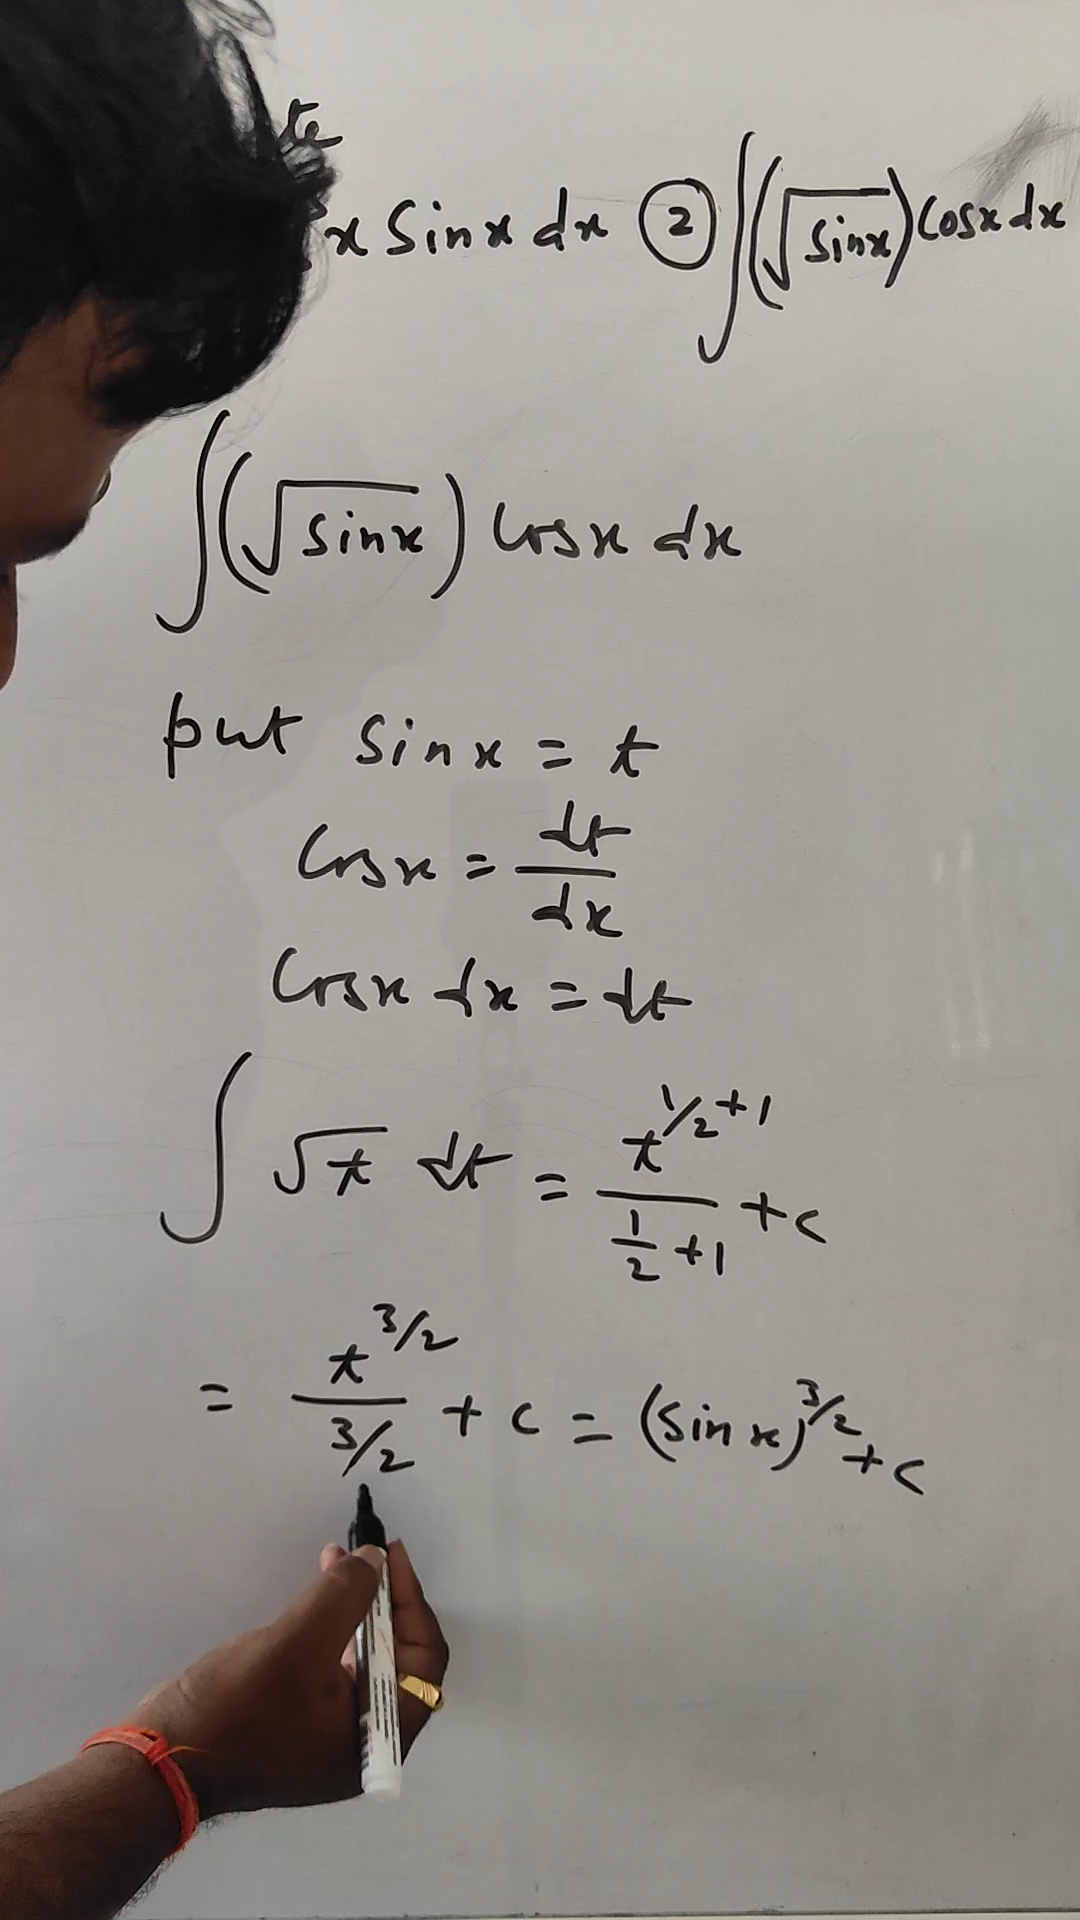 te
x Sinx dx ② ∫(√sinx) Cosx dx
∫(√sinx) Cosx dx
put sinx = t
Cosx = dt/dx
Cosx dx = dt
∫ √t dt = t^(1/2+1)/(1/2 +1) + c
= t^(3/2)/(3/2) + c = (sinx)^(3/2) + c